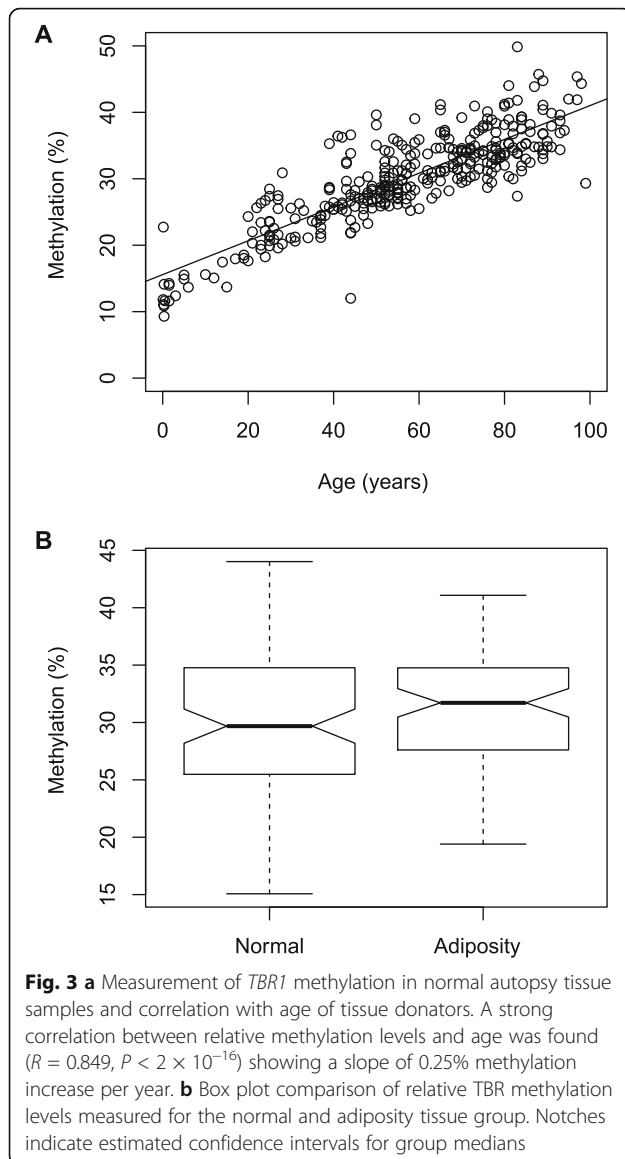 A
50
40
30
20
10
0
Methylation (%)
0 20 40 60 80 100
Age (years)
B
45
40
35
30
25
20
15
Methylation (%)
Normal Adiposity
Fig. 3 a Measurement of TBR1 methylation in normal autopsy tissue
samples and correlation with age of tissue donators. A strong
correlation between relative methylation levels and age was found
(R = 0.849, P < 2 × 10⁻¹⁶) showing a slope of 0.25% methylation
increase per year. b Box plot comparison of relative TBR methylation
levels measured for the normal and adiposity tissue group. Notches
indicate estimated confidence intervals for group medians